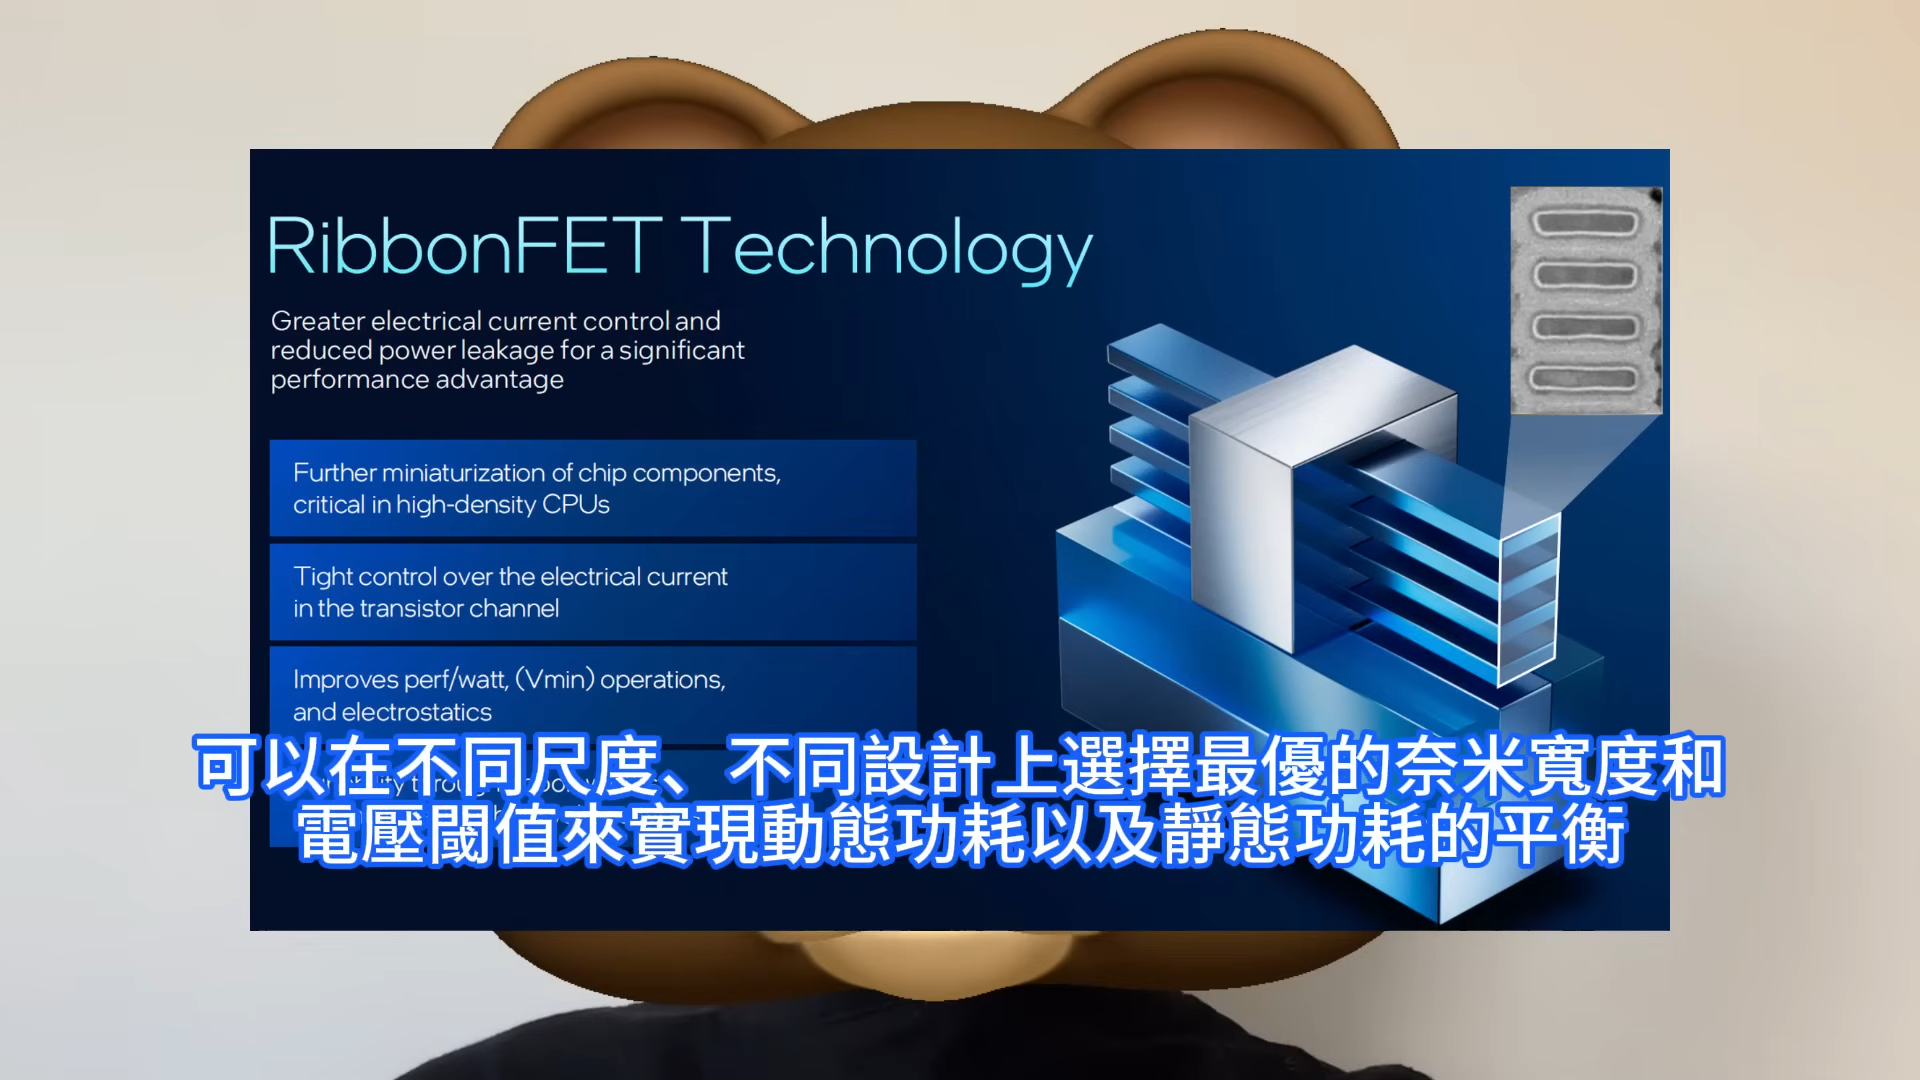 RibbonFET Technology
Greater electrical current control and
reduced power leakage for a significant
performance advantage
Further miniaturization of chip components,
critical in high-density CPUs
Tight control over the electrical current
in the transistor channel
Improves perf/watt, (Vmin) operations,
and electrostatics
可以在不同尺度、不同設計上選擇最優的奈米寬度和
電壓閾值來實現動態功耗以及靜態功耗的平衡